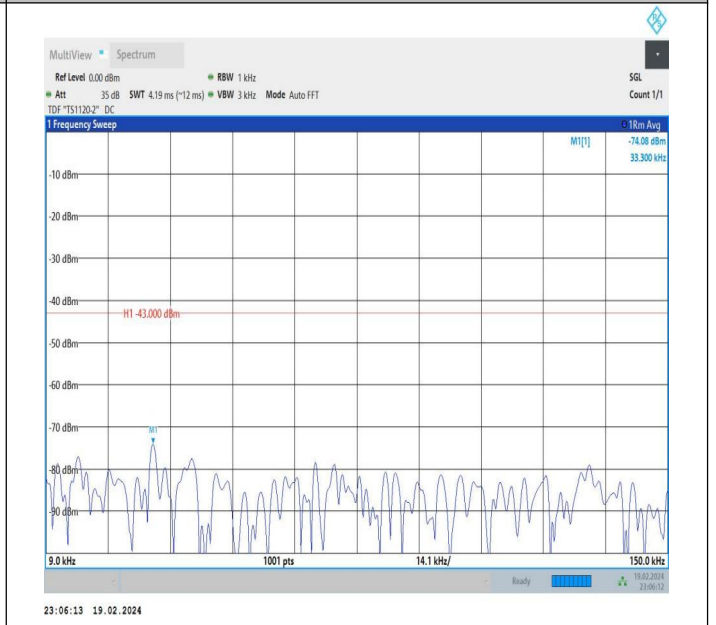 MultiView Spectrum
Ref Level 0.00 dBm RBW 1 kHz SGL
Att 35 dB SWT 4.19 ms (~12 ms) VBW 3 kHz Mode Auto FFT Count 1/1
TDF "TS1120-2" DC
1 Frequency Sweep 1Rm Avg
M1[1] -74.08 dBm
33.300 kHz
-10 dBm
-20 dBm
-30 dBm
-40 dBm
H1 -43.000 dBm
-50 dBm
-60 dBm
-70 dBm
M1
-80 dBm
-90 dBm
9.0 kHz 1001 pts 14.1 kHz/ 150.0 kHz
Ready 19.02.2024
23:06:12
23:06:13 19.02.2024